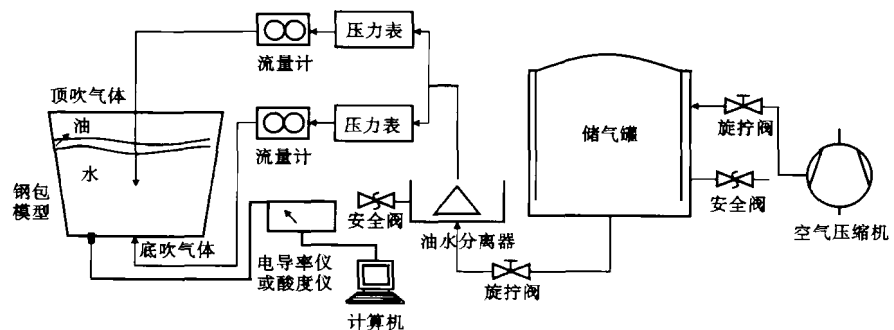 压力表
流量计
顶吹气体
油
压力表
流量计
水
钢包
模型
底吹气体
电导率仪
或酸度仪
计算机
安全阀
油水分离器
旋拧阀
储气罐
旋拧阀
安全阀
空气压缩机